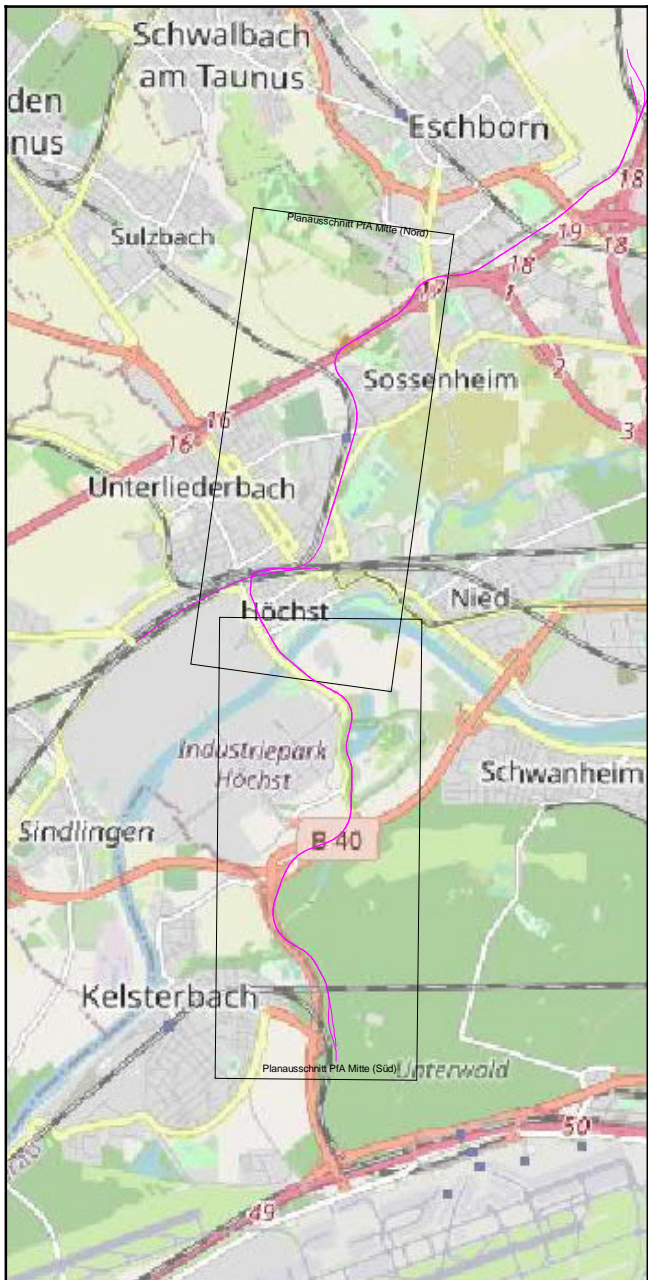 Schwalbach
am Taunus
den
nus
Eschborn
18
Planausschnitt PfA Mitte (Nord)
19
Sulzbach
18
18
17
1
2
Sossenheim
16
16
3
Unterliederbach
Höchst
Nied
Industriepark
Höchst
Schwanheim
Sindlingen
B 40
Kelsterbach
Planausschnitt PfA Mitte (Süd)
Unterwald
50
49